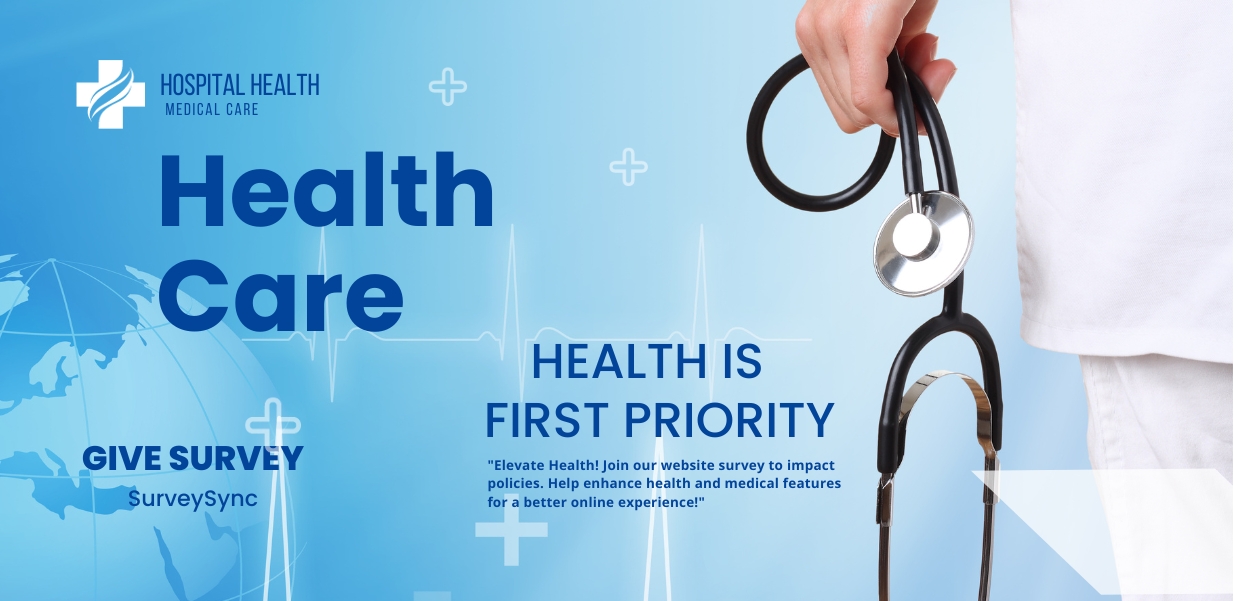 HOSPITAL HEALTH
MEDICAL CARE
Health
Care
HEALTH IS
FIRST PRIORITY
"Elevate Health! Join our website survey to impact
policies. Help enhance health and medical features
for a better online experience!"
GIVE SURVEY
SurveySync